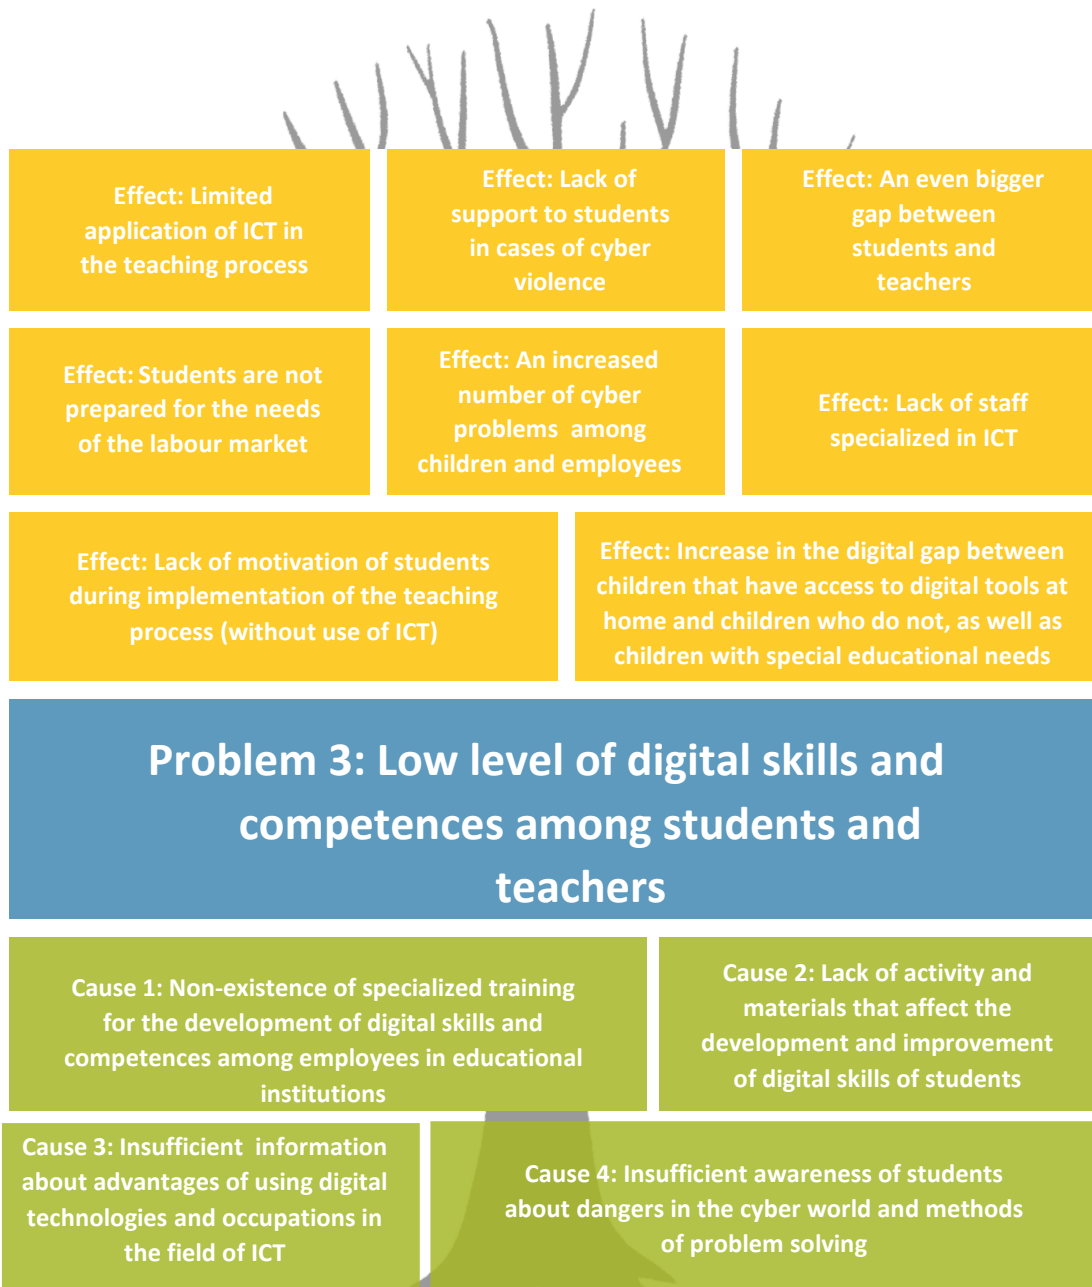 Effect: Limited
application of ICT in
the teaching process
Effect: Lack of
support to students
in cases of cyber
violence
Effect: An even bigger
gap between
students and
teachers
Effect: Students are not
prepared for the needs
of the labour market
Effect: An increased
number of cyber
problems among
children and employees
Effect: Lack of staff
specialized in ICT
Effect: Lack of motivation of students
during implementation of the teaching
process (without use of ICT)
Effect: Increase in the digital gap between
children that have access to digital tools at
home and children who do not, as well as
children with special educational needs
Problem 3: Low level of digital skills and
competences among students and
teachers
Cause 1: Non-existence of specialized training
for the development of digital skills and
competences among employees in educational
institutions
Cause 2: Lack of activity and
materials that affect the
development and improvement
of digital skills of students
Cause 3: Insufficient information
about advantages of using digital
technologies and occupations in
the field of ICT
Cause 4: Insufficient awareness of students
about dangers in the cyber world and methods
of problem solving